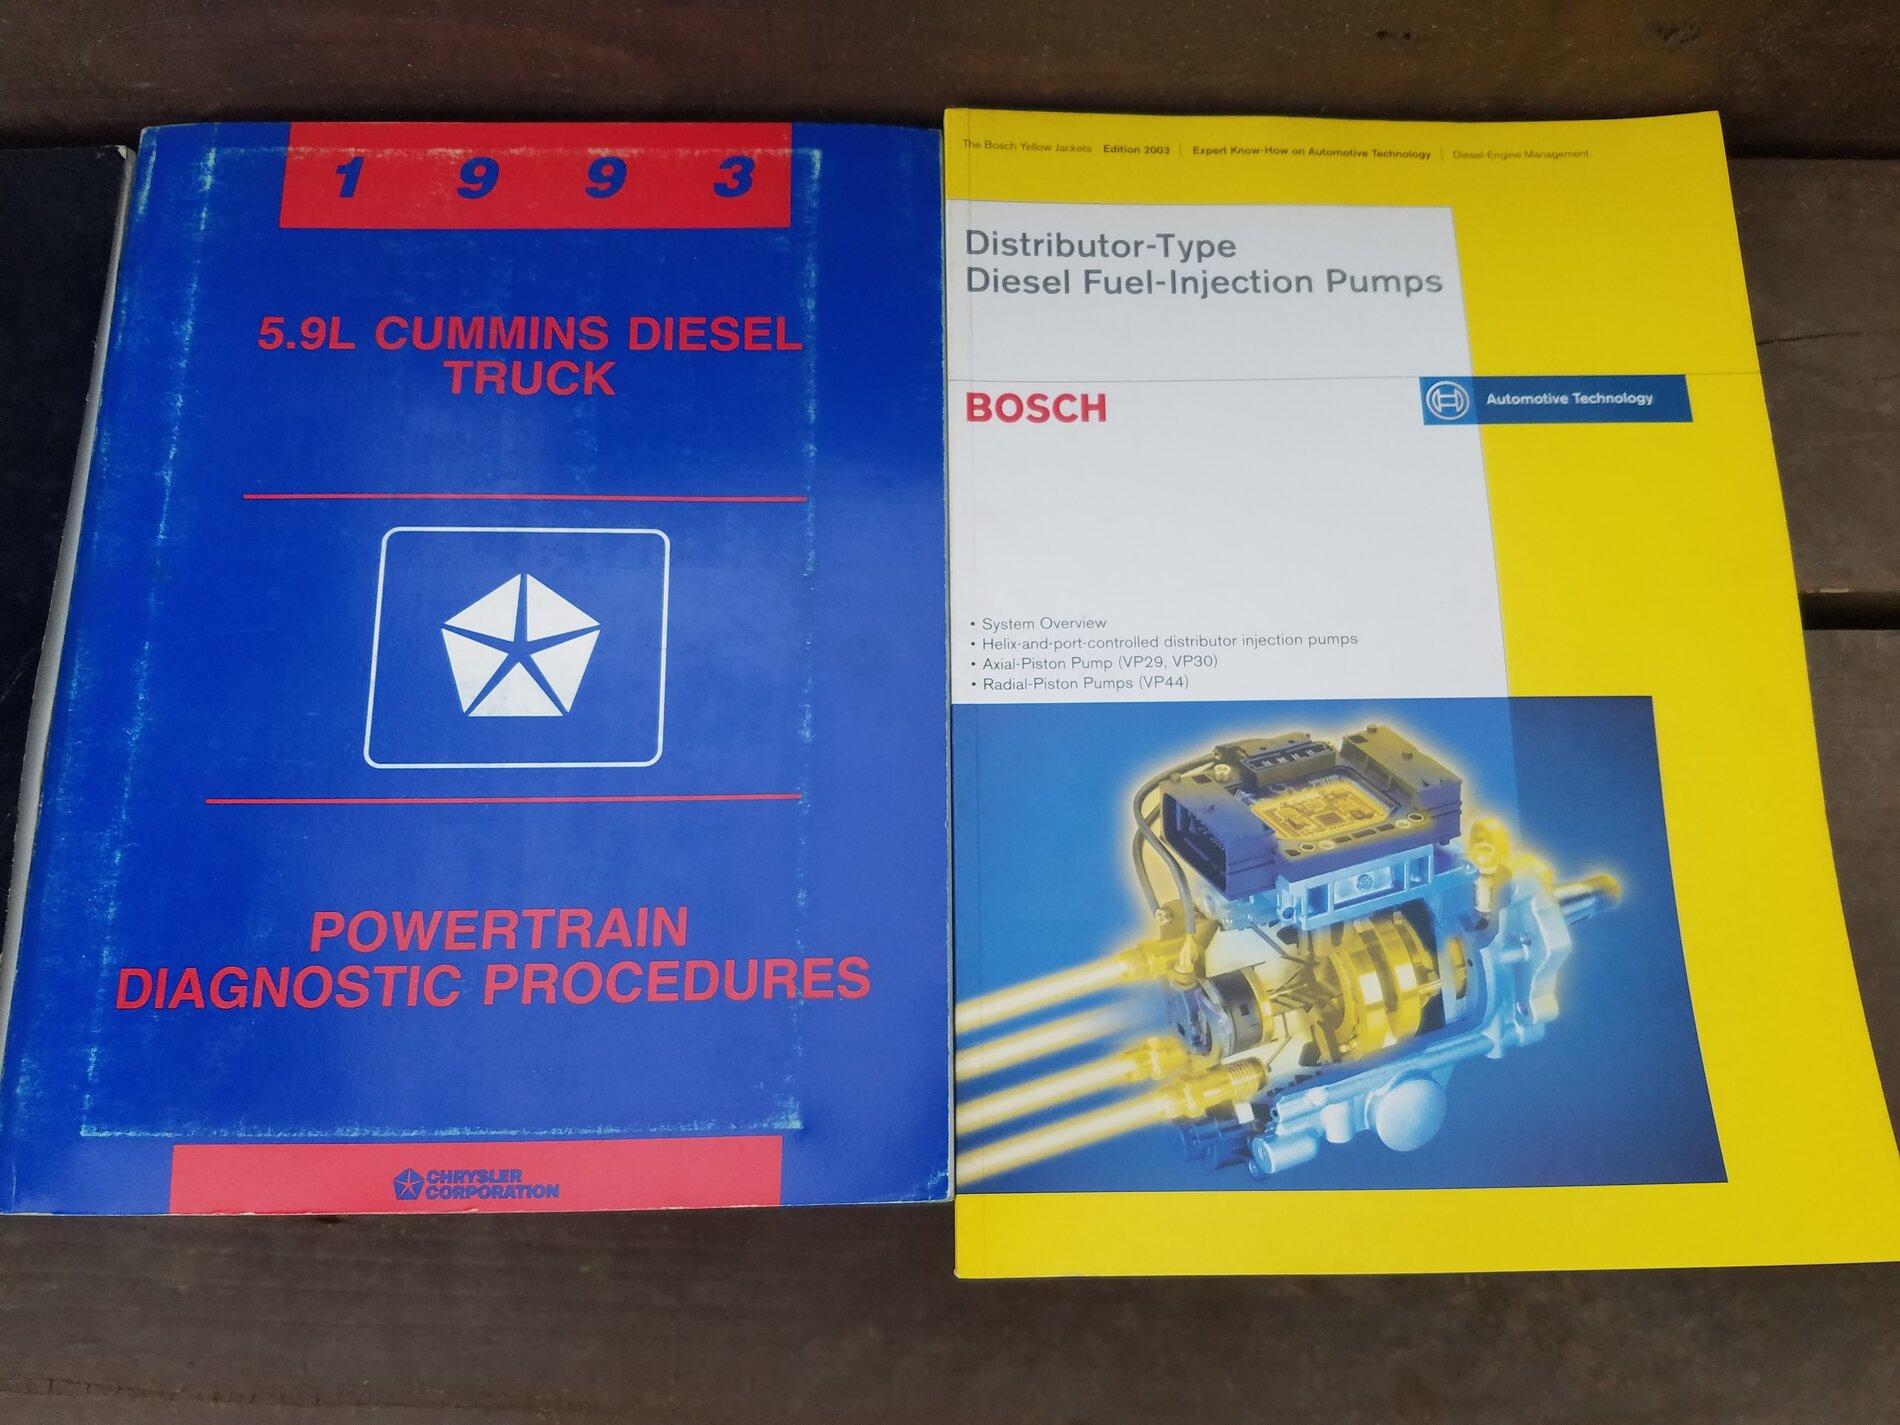 1 9 9 3
5.9L CUMMINS DIESEL
TRUCK
POWERTRAIN
DIAGNOSTIC PROCEDURES
CHRYSLER
CORPORATION
The Bosch Yellow Jackets Edition 2003 | Expert Know-How on Automotive Technology | Diesel-Engine Management
Distributor-Type
Diesel Fuel-Injection Pumps
BOSCH
Automotive Technology
• System Overview
• Helix-and-port-controlled distributor injection pumps
• Axial-Piston Pump (VP29, VP30)
• Radial-Piston Pumps (VP44)